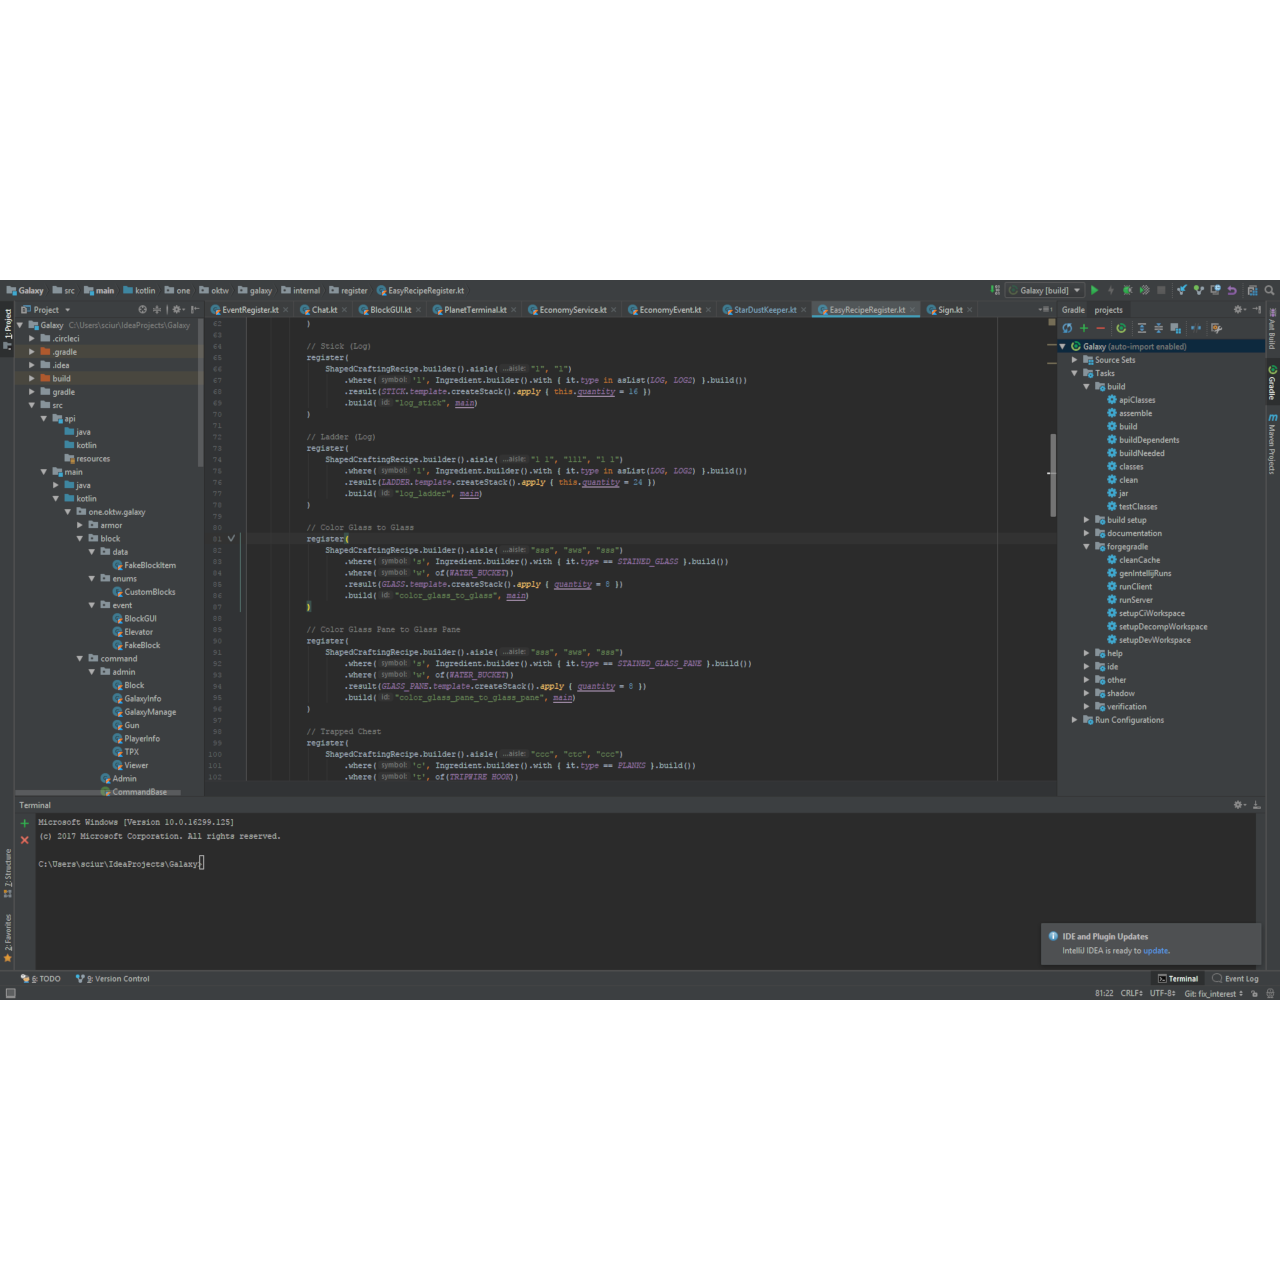 Galaxy src main kotlin one oktw galaxy internal register EasyRecipeRegister.kt
Galaxy [build]
Project
EventRegister.kt Chat.kt BlockGUI.kt PlanetTerminal.kt EconomyService.kt EconomyEvent.kt StarDustKeeper.kt EasyRecipeRegister.kt Sign.kt
Gradle projects
1: Project
7: Structure
2: Favorites
Ant Build
Gradle
Maven Projects
Galaxy C:\Users\sciur\IdeaProjects\Galaxy
.circleci
.gradle
.idea
build
gradle
src
api
java
kotlin
resources
main
java
kotlin
one.oktw.galaxy
armor
block
data
FakeBlockItem
enums
CustomBlocks
event
BlockGUI
Elevator
FakeBlock
command
admin
Block
GalaxyInfo
GalaxyManage
Gun
PlayerInfo
TPX
Viewer
Admin
CommandBase
62 )
63
65 // Stick (Log)
65 register(
66 ShapedCraftingRecipe.builder().aisle( ...aisle: "l", "l")
67 .where( symbol: 'l', Ingredient.builder().with { it.type in asList(LOG, LOG2) }.build())
68 .result(STICK.template.createStack().apply { this.quantity = 16 })
69 .build( id: "log_stick", main)
70 )
71
72 // Ladder (Log)
73 register(
74 ShapedCraftingRecipe.builder().aisle( ...aisle: "l l", "lll", "l l")
75 .where( symbol: 'l', Ingredient.builder().with { it.type in asList(LOG, LOG2) }.build())
76 .result(LADDER.template.createStack().apply { this.quantity = 24 })
77 .build( id: "log_ladder", main)
78 )
79
80 // Color Glass to Glass
81 register(
82 ShapedCraftingRecipe.builder().aisle( ...aisle: "sss", "sws", "sss")
83 .where( symbol: 's', Ingredient.builder().with { it.type == STAINED_GLASS }.build())
84 .where( symbol: 'w', of(WATER_BUCKET))
85 .result(GLASS.template.createStack().apply { quantity = 8 })
86 .build( id: "color_glass_to_glass", main)
87 )
88
89 // Color Glass Pane to Glass Pane
90 register(
91 ShapedCraftingRecipe.builder().aisle( ...aisle: "sss", "sws", "sss")
92 .where( symbol: 's', Ingredient.builder().with { it.type == STAINED_GLASS_PANE }.build())
93 .where( symbol: 'w', of(WATER_BUCKET))
94 .result(GLASS_PANE.template.createStack().apply { quantity = 8 })
95 .build( id: "color_glass_pane_to_glass_pane", main)
96 )
97
98 // Trapped Chest
99 register(
100 ShapedCraftingRecipe.builder().aisle( ...aisle: "ccc", "ctc", "ccc")
101 .where( symbol: 'c', Ingredient.builder().with { it.type == PLANKS }.build())
102 .where( symbol: 't', of(TRIPWIRE_HOOK))
Galaxy (auto-import enabled)
Source Sets
Tasks
build
apiClasses
assemble
build
buildDependents
buildNeeded
classes
clean
jar
testClasses
build setup
documentation
forgegradle
cleanCache
genIntellijRuns
runClient
runServer
setupCiWorkspace
setupDecompWorkspace
setupDevWorkspace
help
ide
other
shadow
verification
Run Configurations
Terminal
Microsoft Windows [Version 10.0.16299.125]
(c) 2017 Microsoft Corporation. All rights reserved.
C:\Users\sciur\IdeaProjects\Galaxy>
IDE and Plugin Updates
IntelliJ IDEA is ready to update.
6: TODO 9: Version Control Terminal Event Log
81:22 CRLF UTF-8 Git: fix_interest